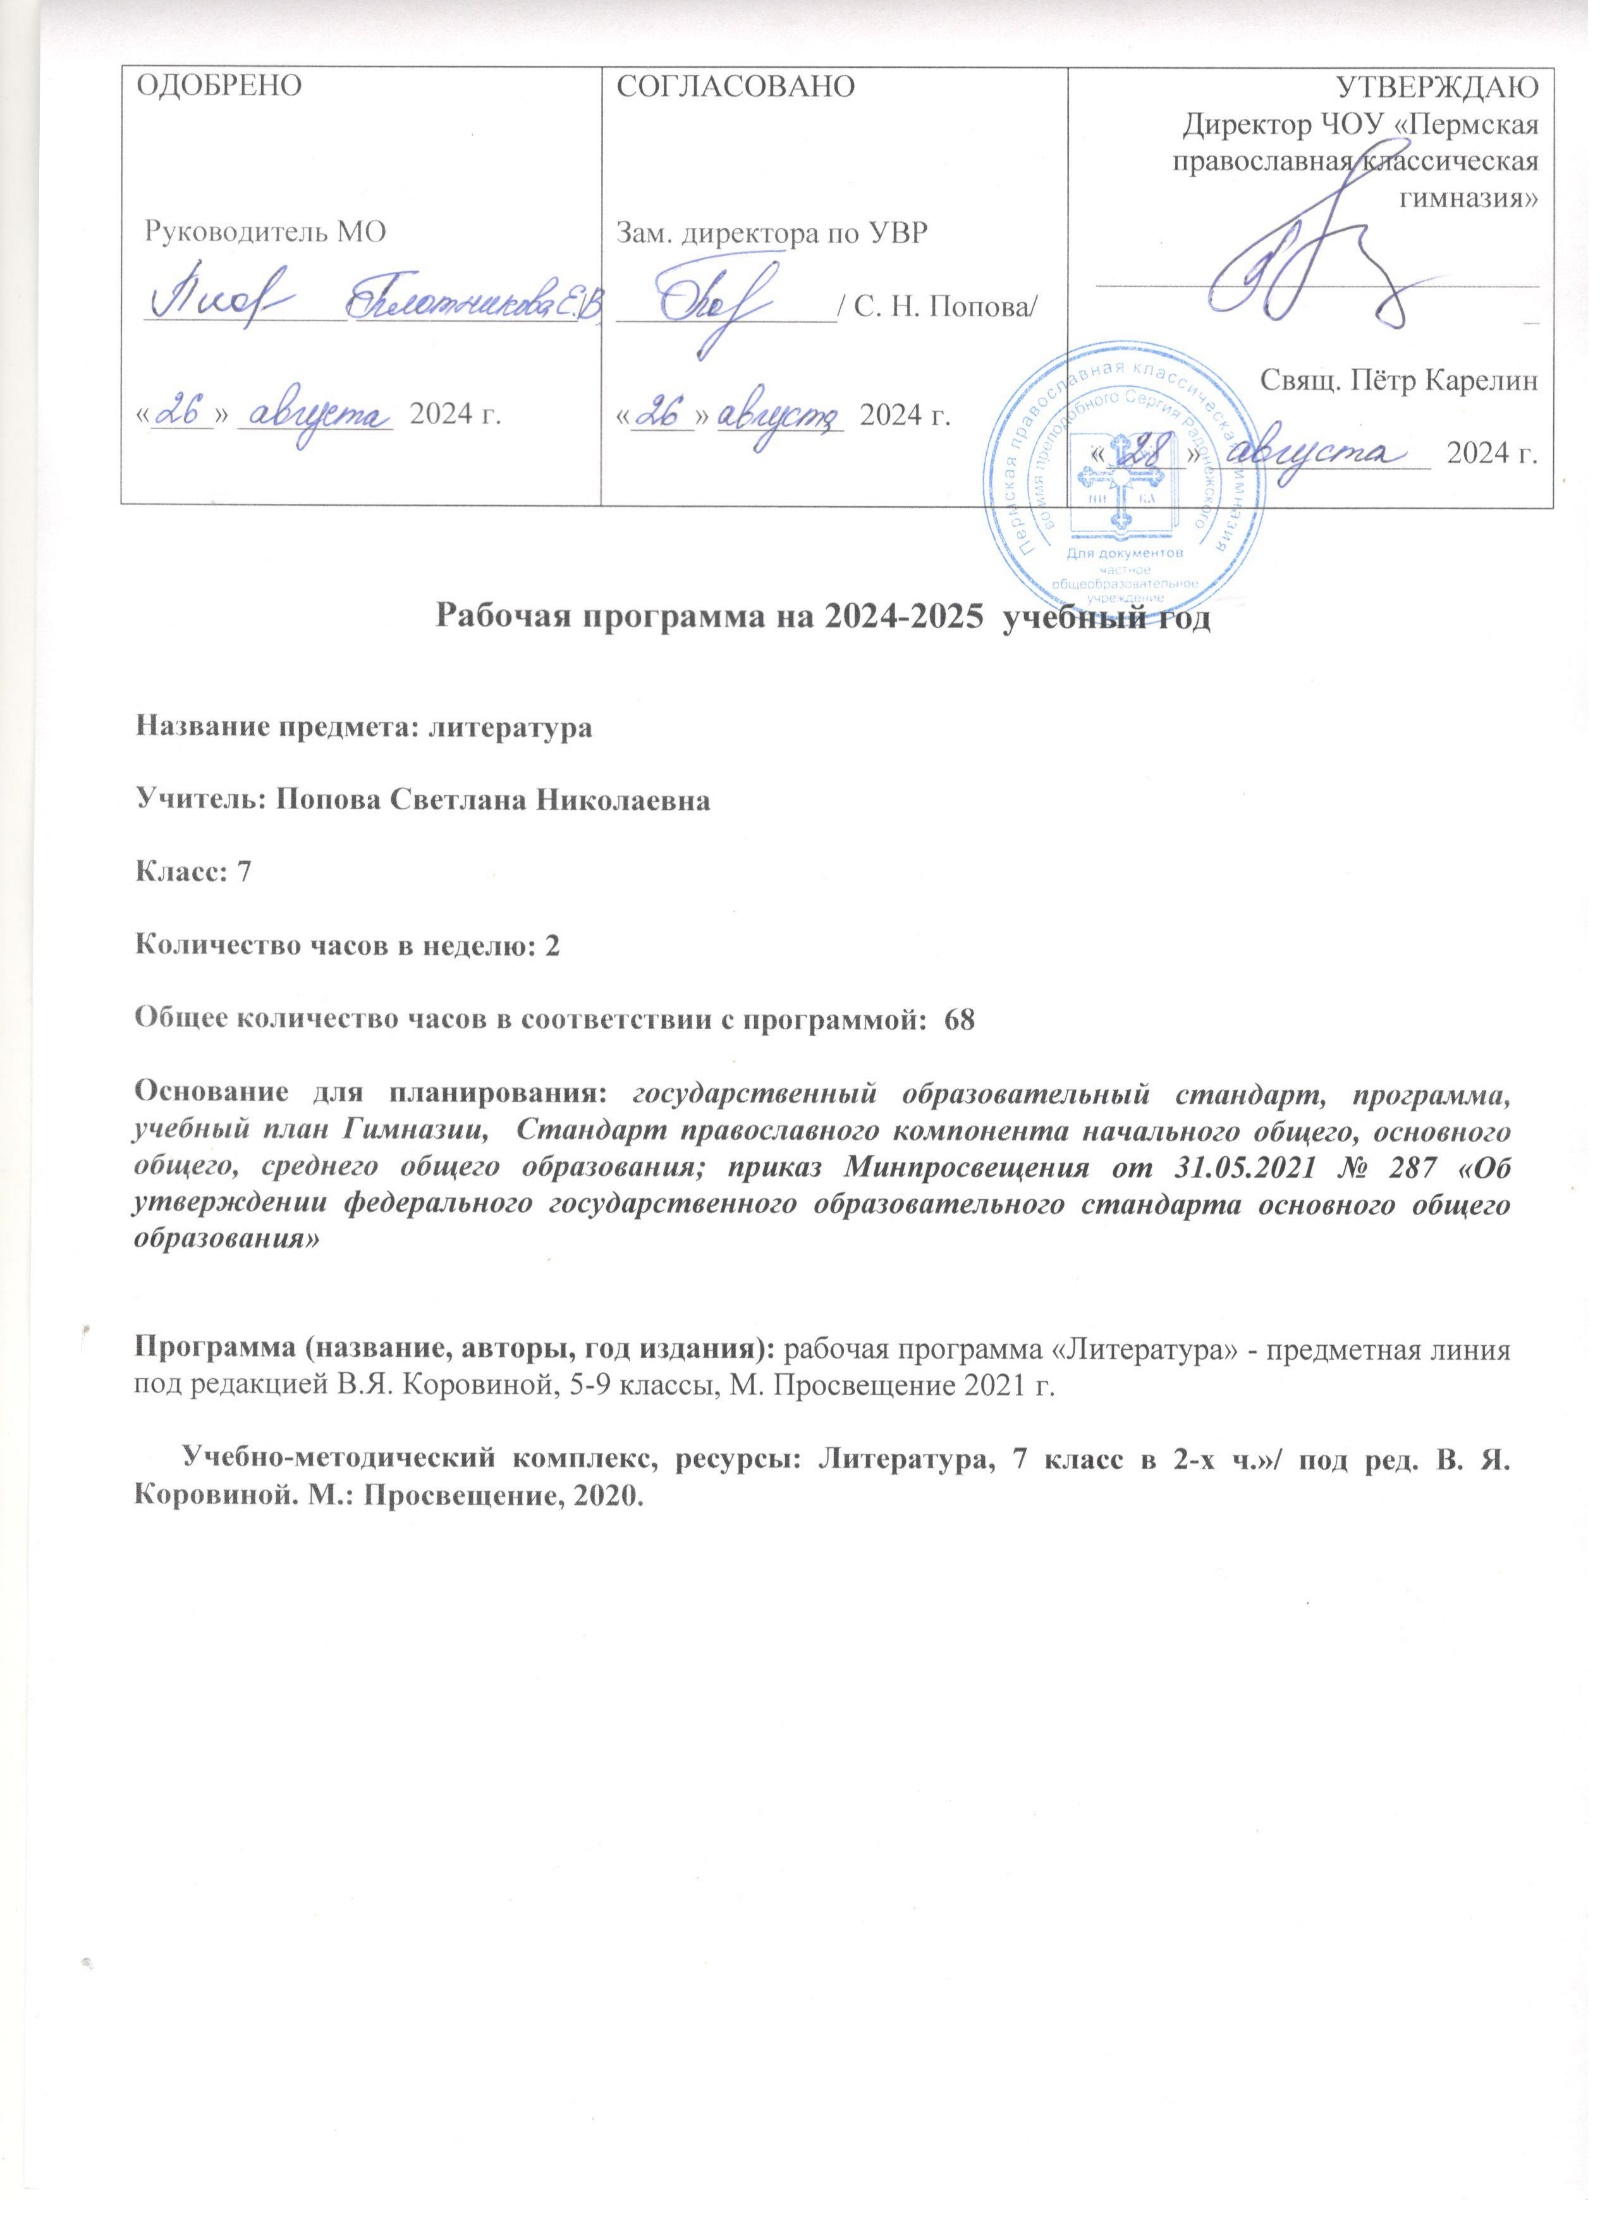 ОДОБРЕНО
Руководитель МО
Плотникова Е.В.
«26» августа 2024 г.
СОГЛАСОВАНО
Зам. директора по УВР
/ С. Н. Попова/
«26» августа 2024 г.
УТВЕРЖДАЮ
Директор ЧОУ «Пермская
православная классическая
гимназия»
Свящ. Пётр Карелин
«28» августа 2024 г.
Пермская православная классическая гимназия
во имя преподобного Сергия Радонежского
Для документов
частное
общеобразовательное
учреждение
Рабочая программа на 2024-2025 учебный год
Название предмета: литература
Учитель: Попова Светлана Николаевна
Класс: 7
Количество часов в неделю: 2
Общее количество часов в соответствии с программой: 68
Основание для планирования: государственный образовательный стандарт, программа,
учебный план Гимназии, Стандарт православного компонента начального общего, основного
общего, среднего общего образования; приказ Минпросвещения от 31.05.2021 № 287 «Об
утверждении федерального государственного образовательного стандарта основного общего
образования»
Программа (название, авторы, год издания): рабочая программа «Литература» - предметная линия
под редакцией В.Я. Коровиной, 5-9 классы, М. Просвещение 2021 г.
Учебно-методический комплекс, ресурсы: Литература, 7 класс в 2-х ч.»/ под ред. В. Я.
Коровиной. М.: Просвещение, 2020.